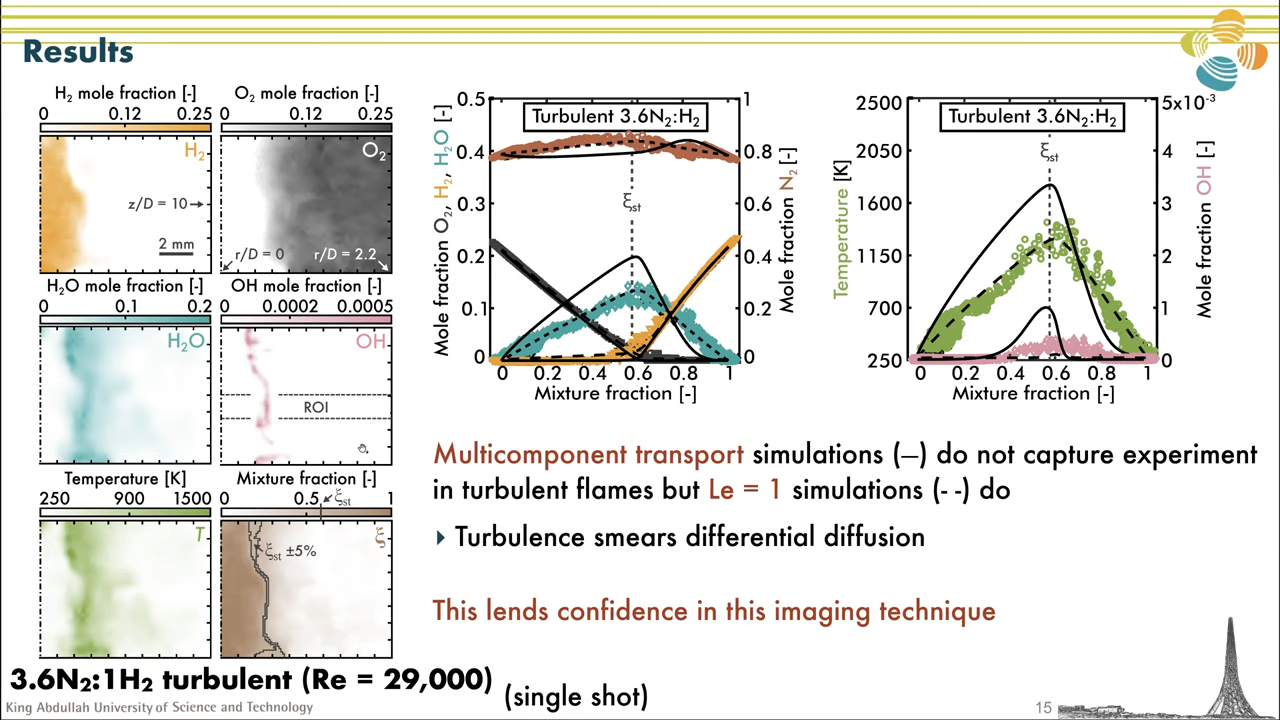 Results
H₂ mole fraction [-]
0 0.12 0.25
H₂
z/D = 10
2 mm
O₂ mole fraction [-]
0 0.12 0.25
O₂
r/D = 0
r/D = 2.2
H₂O mole fraction [-]
0 0.1 0.2
H₂O
OH mole fraction [-]
0 0.0002 0.0005
OH
ROI
Temperature [K]
250 900 1500
T
Mixture fraction [-]
0 0.5 1
ξst
ξst ±5%
ξ
3.6N₂:1H₂ turbulent (Re = 29,000)
(single shot)
Mole fraction O₂, H₂, H₂O [-]
0.5
0.4
0.3
0.2
0.1
0
Turbulent 3.6N₂:H₂
ξst
1
0.8
0.6
0.4
0.2
0
Mole fraction N₂ [-]
0 0.2 0.4 0.6 0.8 1
Mixture fraction [-]
Temperature [K]
2500
2050
1600
1150
700
250
Turbulent 3.6N₂:H₂
ξst
5x10⁻³
4
3
2
1
0
Mole fraction OH [-]
0 0.2 0.4 0.6 0.8 1
Mixture fraction [-]
Multicomponent transport simulations (—) do not capture experiment
in turbulent flames but Le = 1 simulations (- -) do
Turbulence smears differential diffusion
This lends confidence in this imaging technique
King Abdullah University of Science and Technology
15